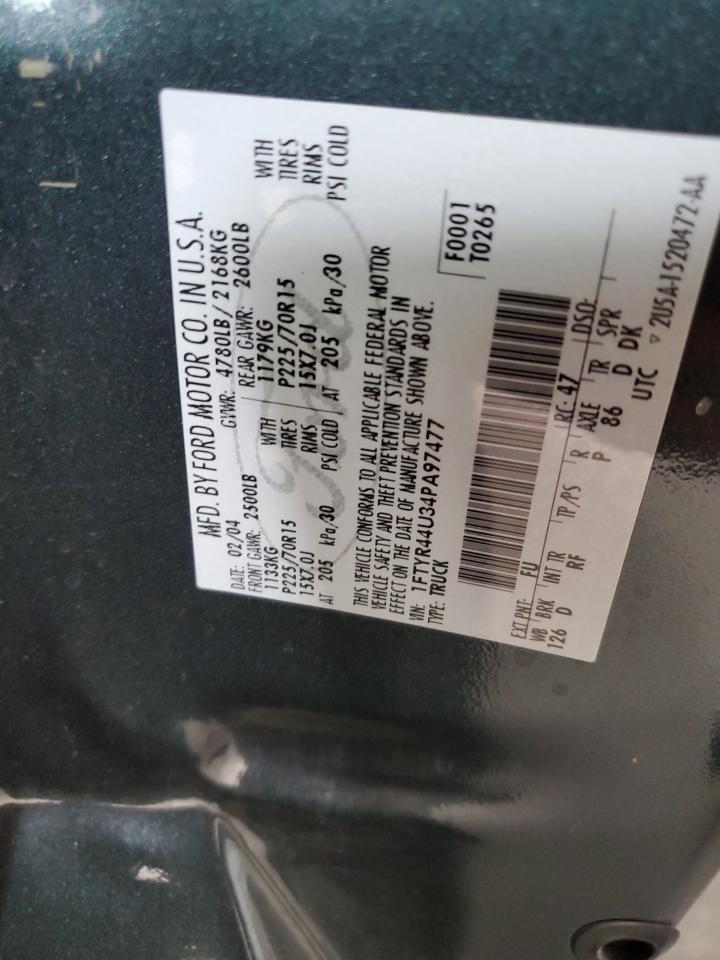 MFD. BY FORD MOTOR CO. IN U.S.A.
DATE: 02/04 GVWR: 4780LB / 2168KG
FRONT GAWR: 2500LB REAR GAWR: 2600LB
1133KG WITH 1179KG WITH
P225/70R15 TIRES P225/70R15 TIRES
15X7.0J RIMS 15X7.0J RIMS
AT 205 kPa/30 PSI COLD AT 205 kPa/30 PSI COLD
Ford
THIS VEHICLE CONFORMS TO ALL APPLICABLE FEDERAL MOTOR
VEHICLE SAFETY AND THEFT PREVENTION STANDARDS IN
EFFECT ON THE DATE OF MANUFACTURE SHOWN ABOVE.
VIN: 1FTYR44U34PA97477
TYPE: TRUCK
F0001
T0265
EXT PNT: FU RC: 47 DSO:
WB BRK INT TR TP/PS R AXLE TR SPR
126 D RF P 86 D DK
UTC ▽ 2U5A-1520472-AA